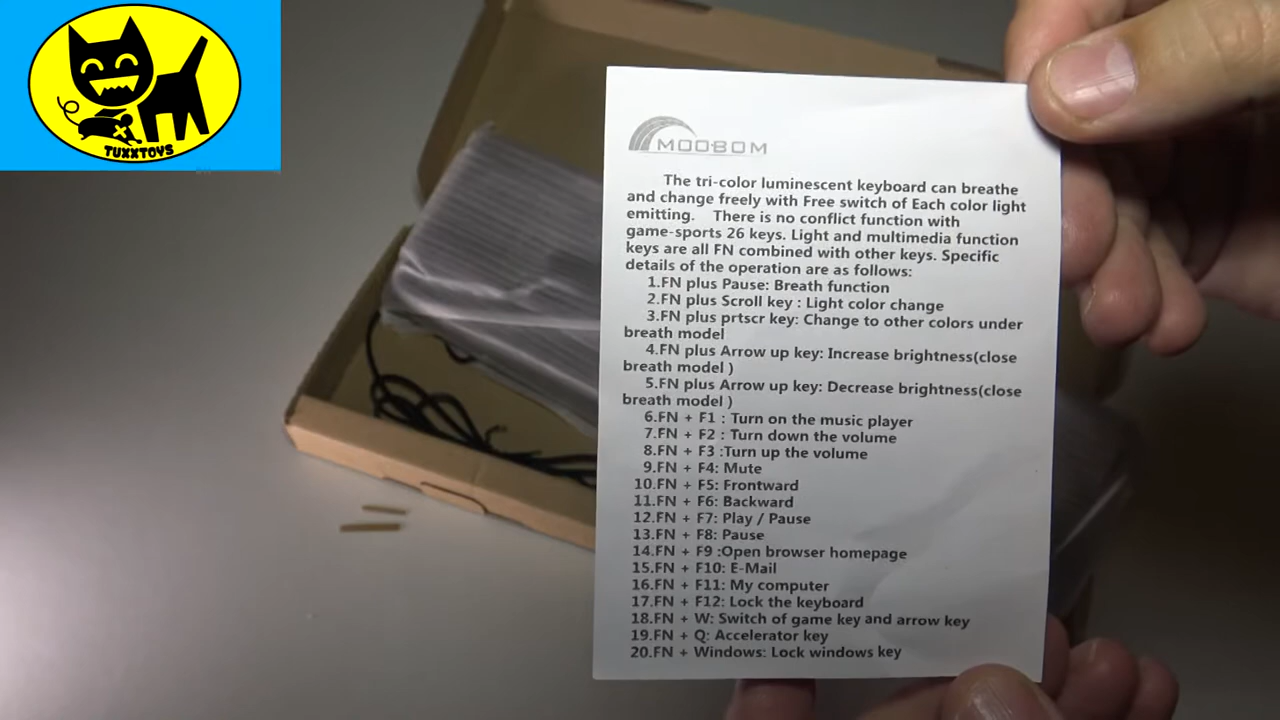 TUXXTOYS
MOOBOM
The tri-color luminescent keyboard can breathe
and change freely with Free switch of Each color light
emitting. There is no conflict function with
game-sports 26 keys. Light and multimedia function
keys are all FN combined with other keys. Specific
details of the operation are as follows:
1.FN plus Pause: Breath function
2.FN plus Scroll key : Light color change
3.FN plus prtscr key: Change to other colors under
breath model
4.FN plus Arrow up key: Increase brightness(close
breath model )
5.FN plus Arrow up key: Decrease brightness(close
breath model )
6.FN + F1 : Turn on the music player
7.FN + F2 : Turn down the volume
8.FN + F3 :Turn up the volume
9.FN + F4: Mute
10.FN + F5: Frontward
11.FN + F6: Backward
12.FN + F7: Play / Pause
13.FN + F8: Pause
14.FN + F9 :Open browser homepage
15.FN + F10: E-Mail
16.FN + F11: My computer
17.FN + F12: Lock the keyboard
18.FN + W: Switch of game key and arrow key
19.FN + Q: Accelerator key
20.FN + Windows: Lock windows key